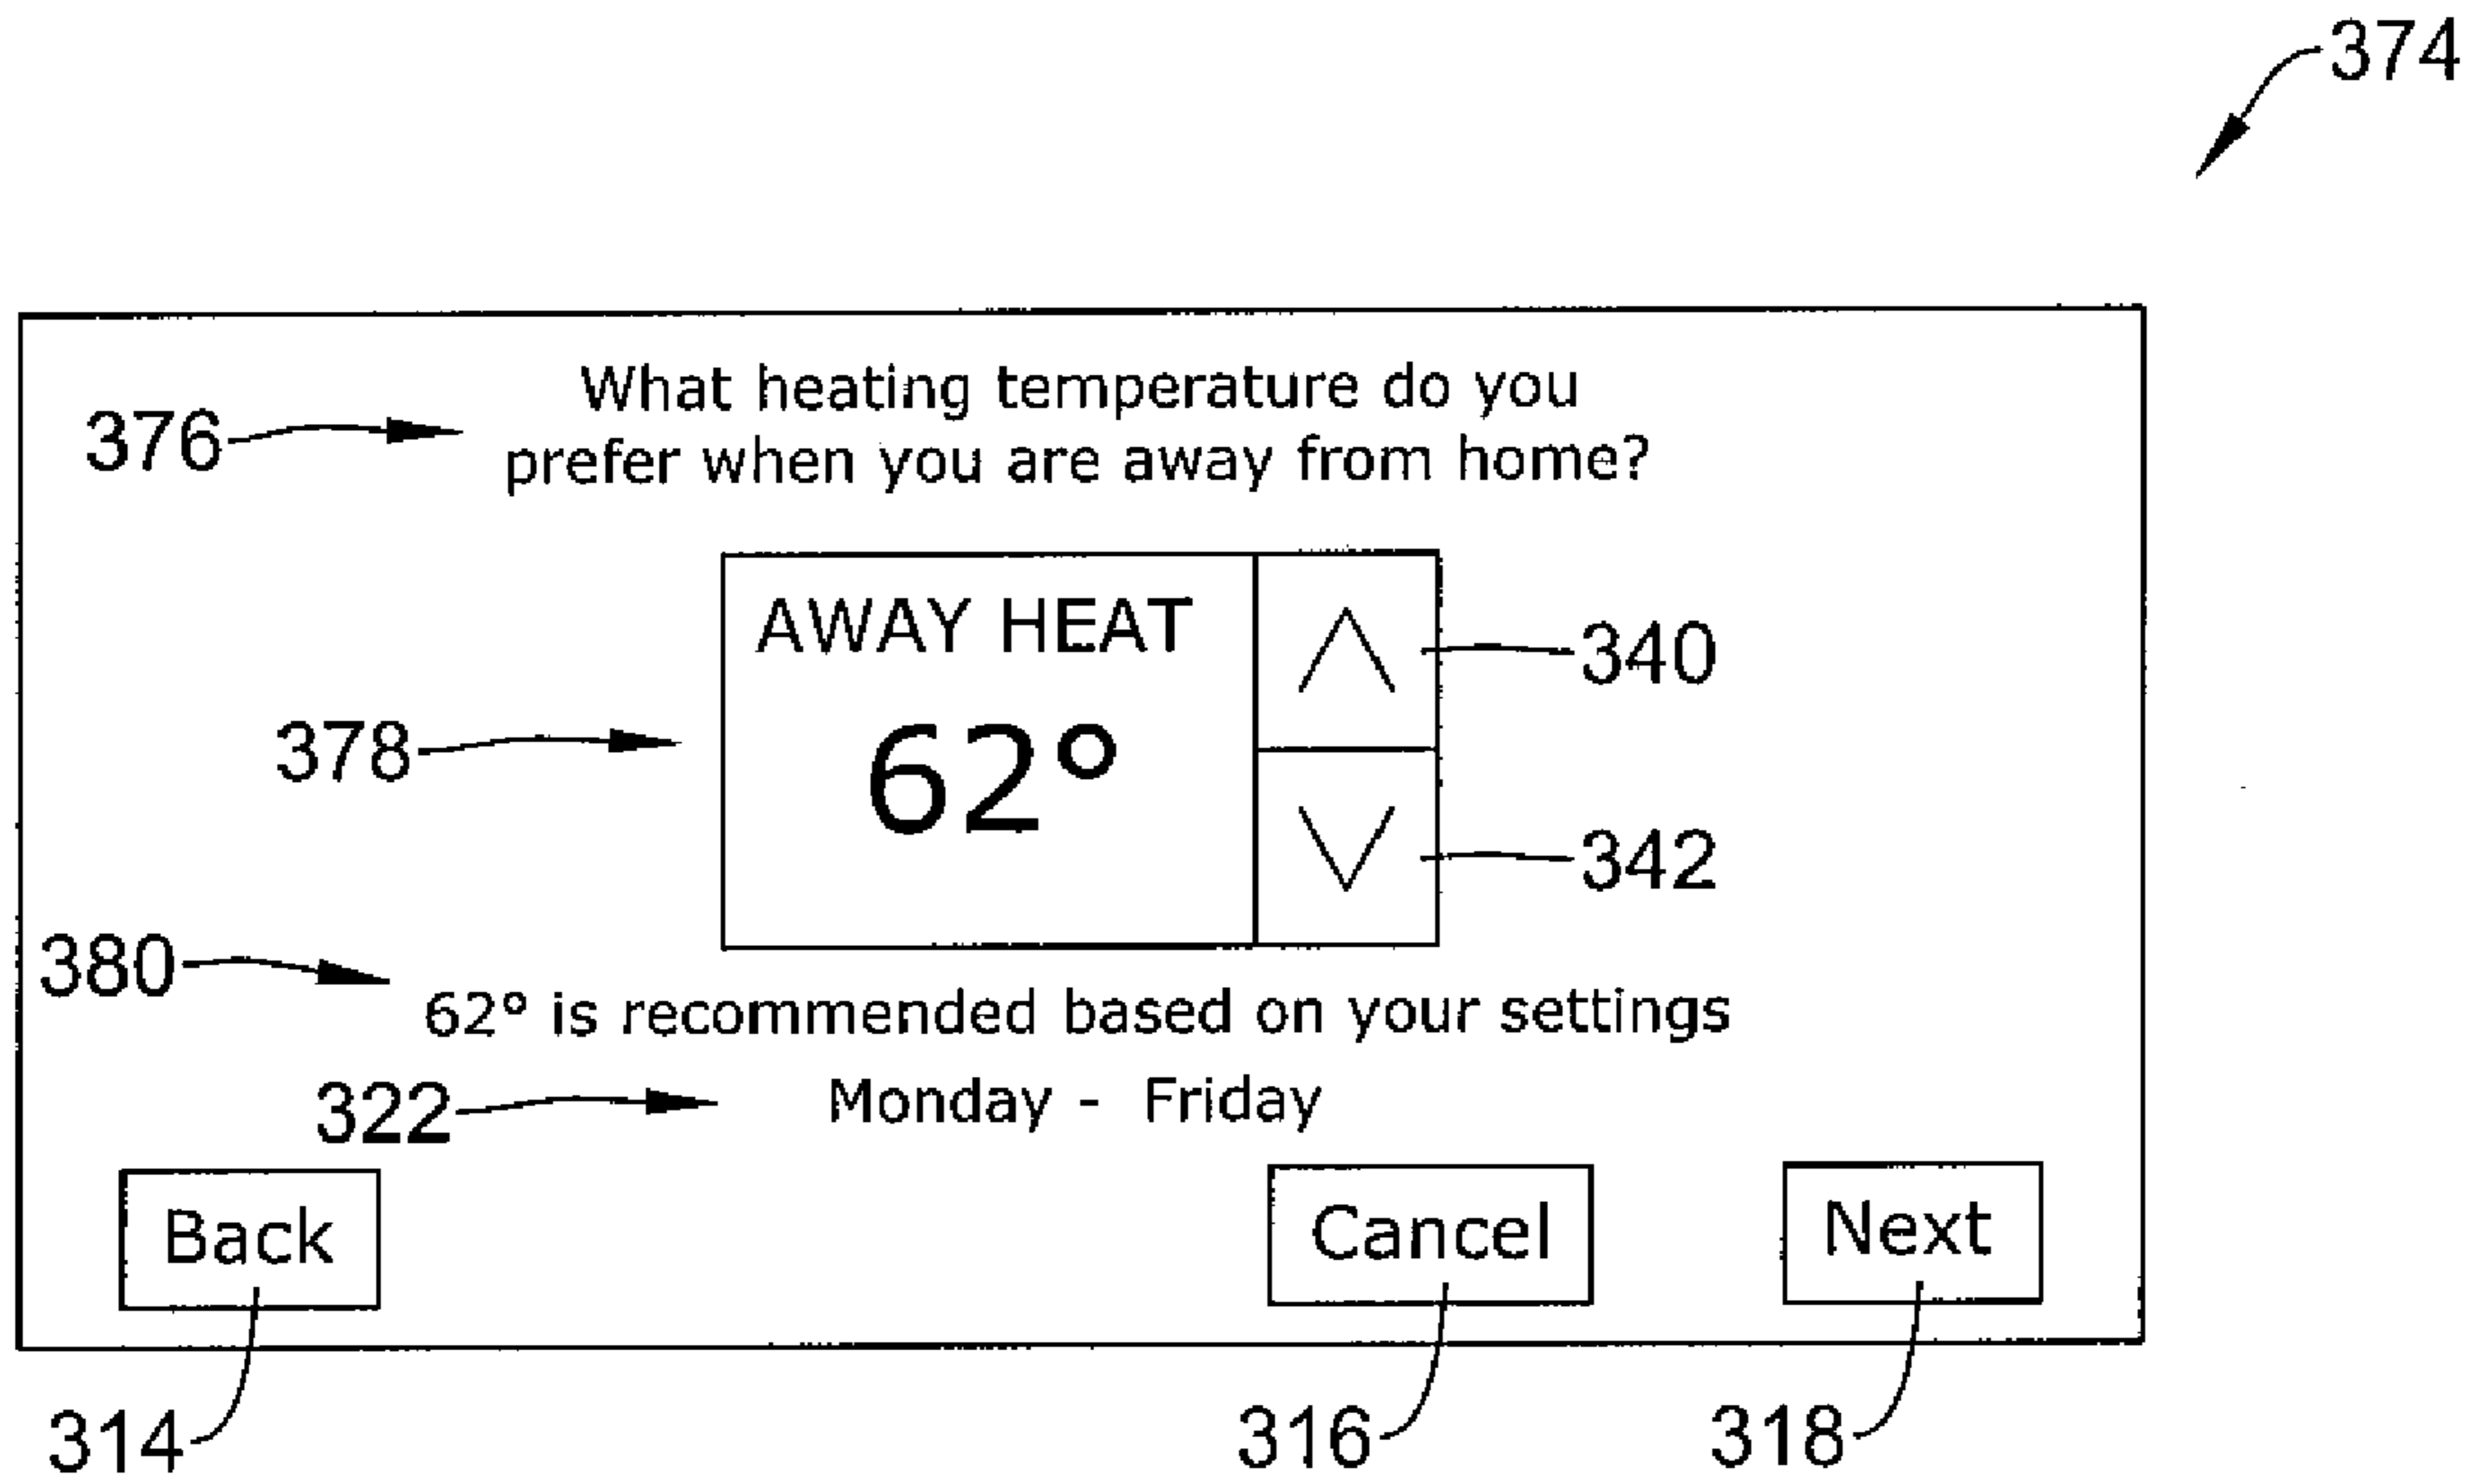 374
What heating temperature do you
376
prefer when you are away from home?
AWAY HEAT
340
378
62°
342
380
62° is recommended based on your settings
322
Monday - Friday
Back
Cancel
Next
314
316
318